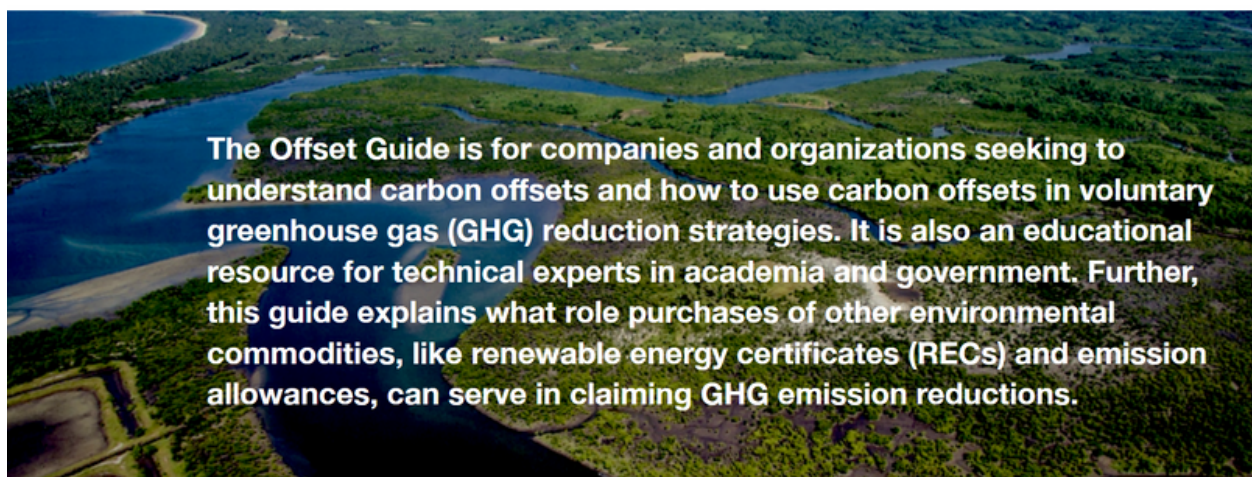 The Offset Guide is for companies and organizations seeking to
understand carbon offsets and how to use carbon offsets in voluntary
greenhouse gas (GHG) reduction strategies. It is also an educational
resource for technical experts in academia and government. Further,
this guide explains what role purchases of other environmental
commodities, like renewable energy certificates (RECs) and emission
allowances, can serve in claiming GHG emission reductions.